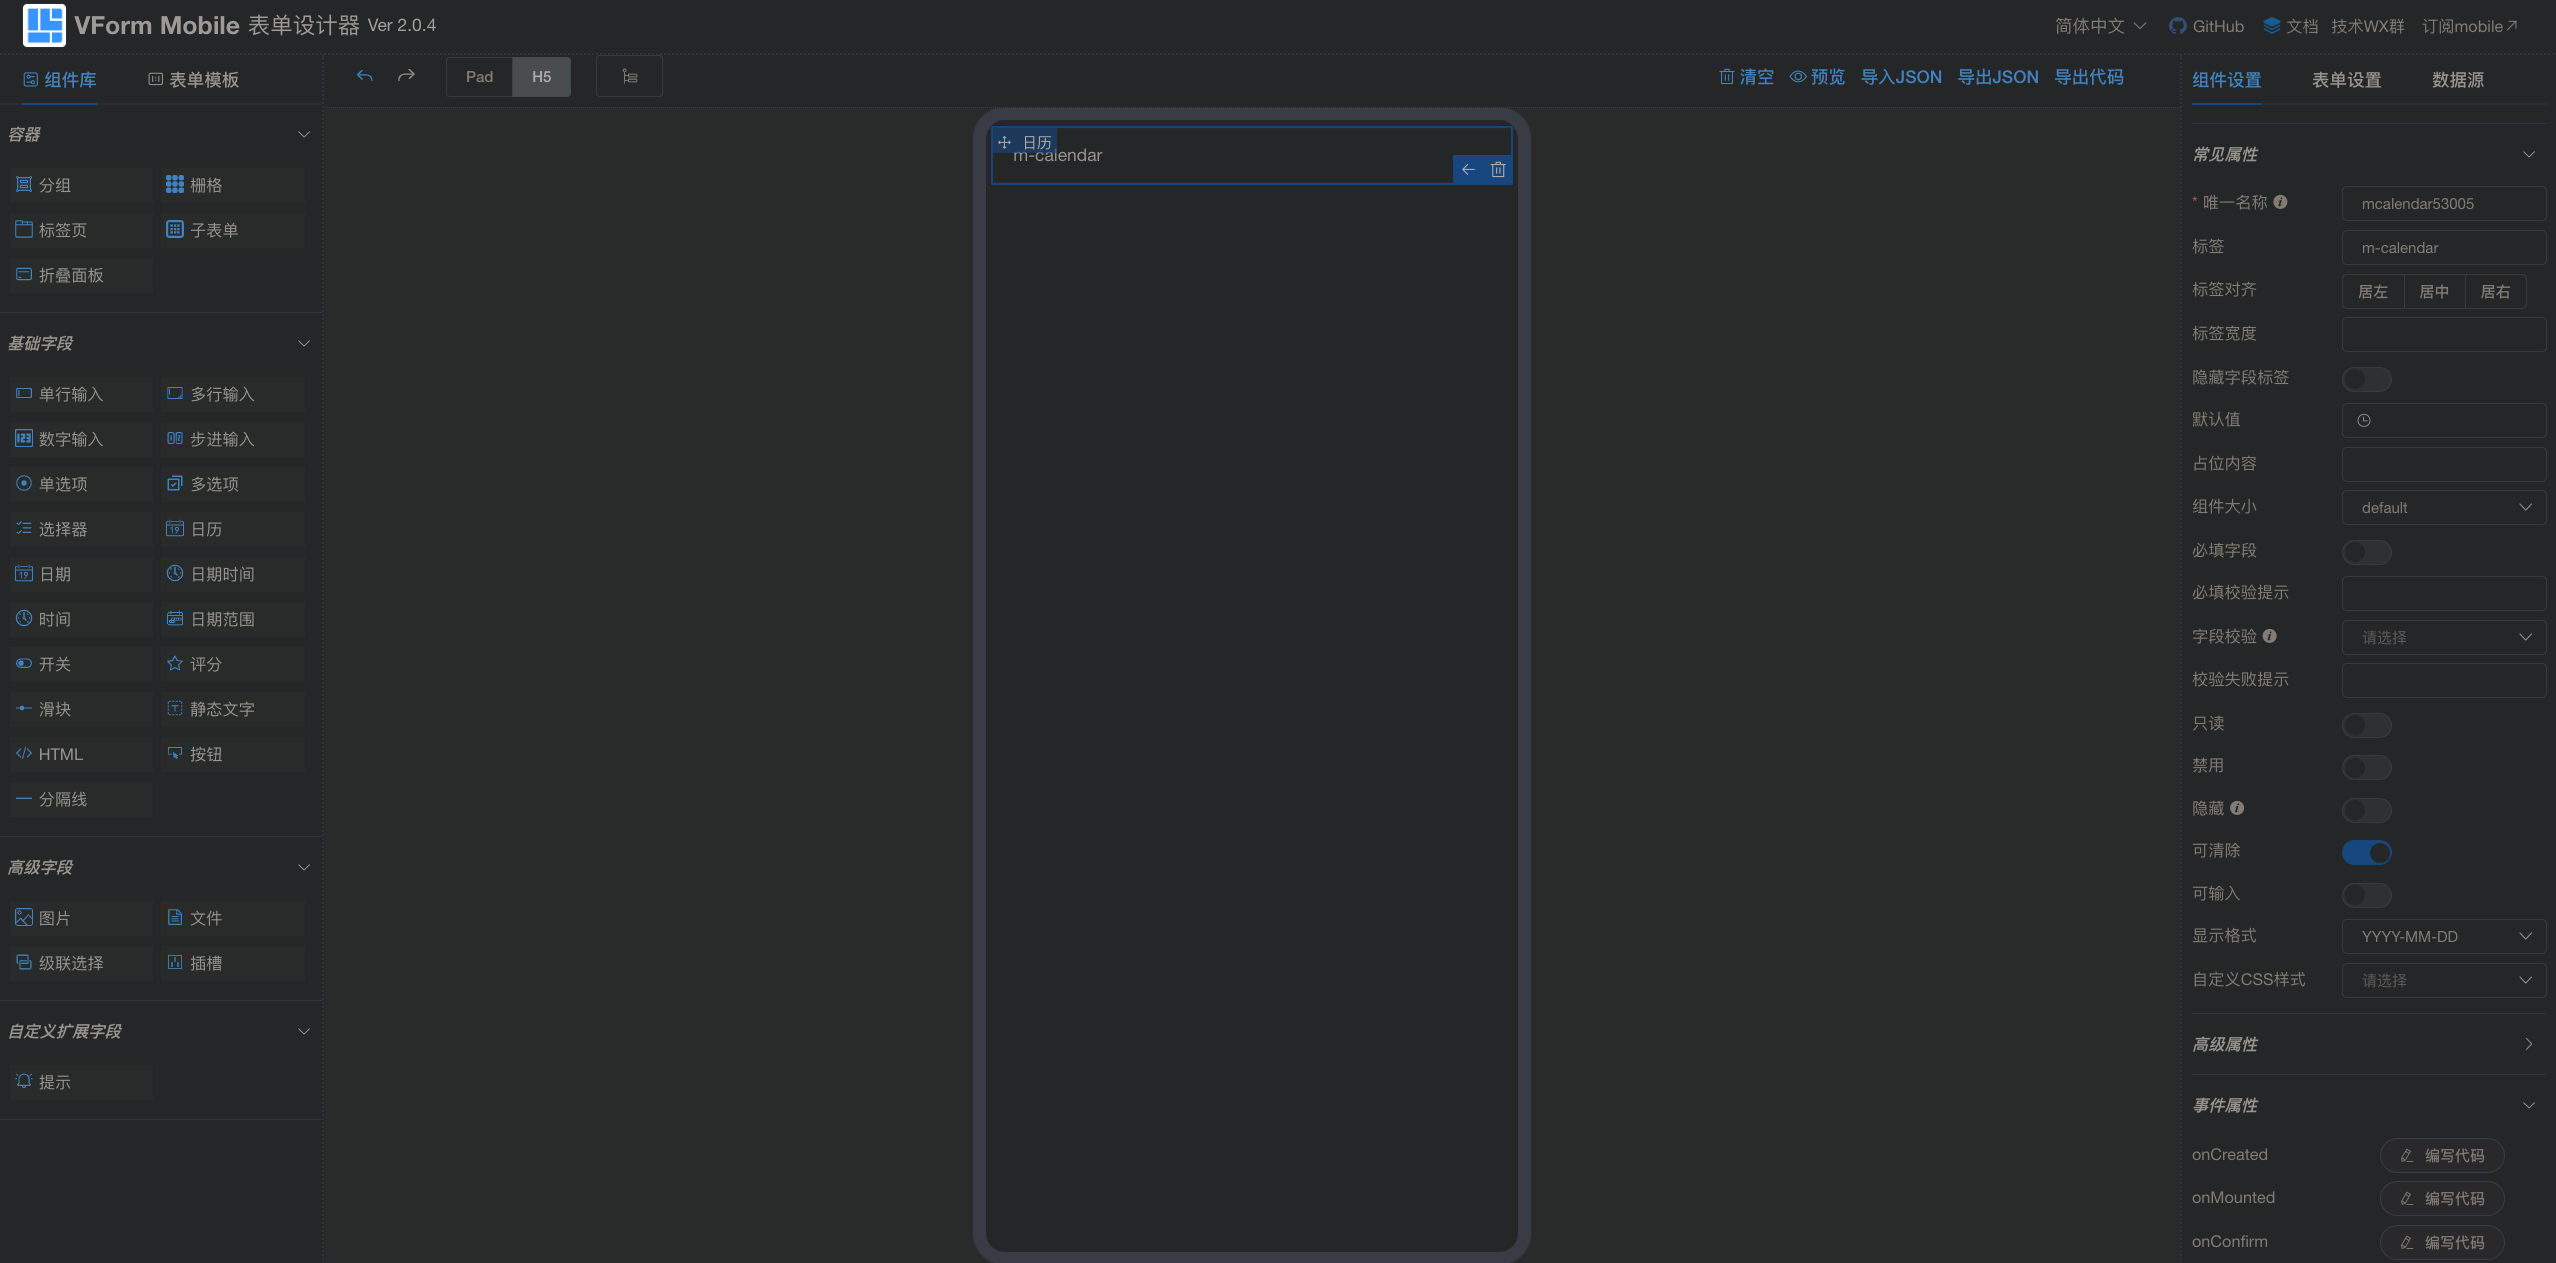 VForm Mobile 表单设计器 Ver 2.0.4
简体中文 GitHub 文档 技术WX群 订阅mobile↗
组件库 表单模板
Pad H5
清空 预览 导入JSON 导出JSON 导出代码
组件设置 表单设置 数据源
容器
分组 栅格
标签页 子表单
折叠面板
基础字段
单行输入 多行输入
123 数字输入 步进输入
单选项 多选项
选择器 19 日历
19 日期 日期时间
时间 日期范围
开关 评分
滑块 静态文字
HTML 按钮
分隔线
高级字段
图片 文件
级联选择 插槽
自定义扩展字段
提示
日历
m-calendar
常见属性
* 唯一名称 mcalendar53005
标签 m-calendar
标签对齐 居左 居中 居右
标签宽度
隐藏字段标签
默认值
占位内容
组件大小 default
必填字段
必填校验提示
字段校验 请选择
校验失败提示
只读
禁用
隐藏
可清除
可输入
显示格式 YYYY-MM-DD
自定义CSS样式 请选择
高级属性
事件属性
onCreated 编写代码
onMounted 编写代码
onConfirm 编写代码